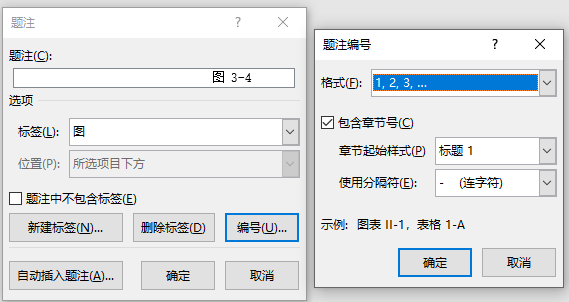 题注
题注(C):
图 3-4
选项
标签(L): 图
位置(P): 所选项目下方
题注中不包含标签(E)
新建标签(N)... 删除标签(D) 编号(U)...
自动插入题注(A)... 确定 取消
题注编号
格式(F): 1, 2, 3, ...
包含章节号(C)
章节起始样式(P) 标题 1
使用分隔符(E): - (连字符)
示例: 图表 II-1, 表格 1-A
确定 取消